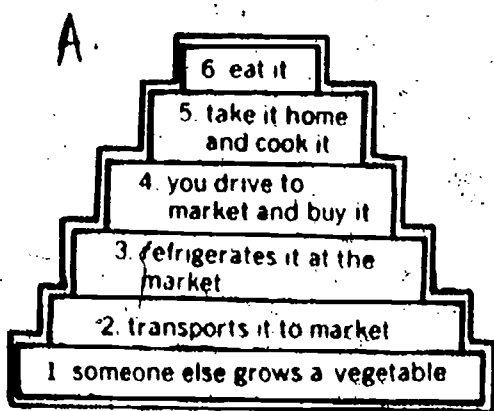 A.
6 eat it
5. take it home
and cook it
4. you drive to
market and buy it
3. refrigerates it at the
market
2. transports it to market
1 someone else grows a vegetable